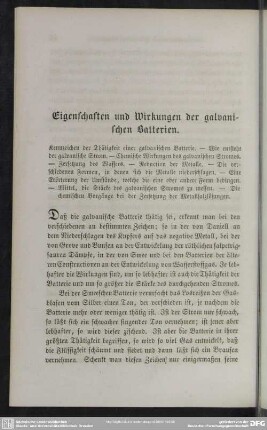 Eigenschaften und Wirkungen der galvani-
schen Batterien.
Kennzeichen der Thätigkeit einer galvanischen Batterie. — Wie entsteht
der galvanische Strom. — Chemische Wirkungen des galvanischen Stromes.
— Zersetzung des Wassers. — Reduction der Metalle. — Die ver-
schiedenen Formen, in denen sich die Metalle niederschlagen. — Eine
Erörterung der Umstände, welche die eine oder andere Form bedingen.
— Mittel, die Stärke des galvanischen Stromes zu messen. — Die
chemischen Vorgänge bei der Zersetzung der Metallsalzlösungen.
Daß die galvanische Batterie thätig ist, erkennt man bei den
verschiedenen an bestimmten Zeichen; so in der von Daniell an
dem Niederschlagen des Kupfers auf das negative Metall, bei der
von Grove und Bunsen an der Entwickelung der röthlichen salpetrig-
sauren Dämpfe, in der von Smee und bei den Batterien der älte-
ren Constructionen an der Entwickelung von Wasserstoffgas. Je leb-
hafter die Wirkungen sind, um so lebhafter ist auch die Thätigkeit der
Batterie und um so größer die Stärke des durchgehenden Stromes.
Bei der Smeeschen Batterie verursacht das Losreißen der Gas-
blasen vom Silber einen Ton, der verschieden ist, je nachdem die
Batterie mehr oder weniger thätig ist. Ist der Strom nur schwach,
so läßt sich ein schwacher singender Ton vernehmen; ist jener aber
lebhafter, so wird dieser zischend. Ist aber die Batterie in ihrer
größten Thätigkeit begriffen, so wird so viel Gas entwickelt, daß
die Flüssigkeit schäumt und siedet und dann läßt sich ein Brausen
vernehmen. Schenkt man diesen Zeichen nur einigermaßen seine